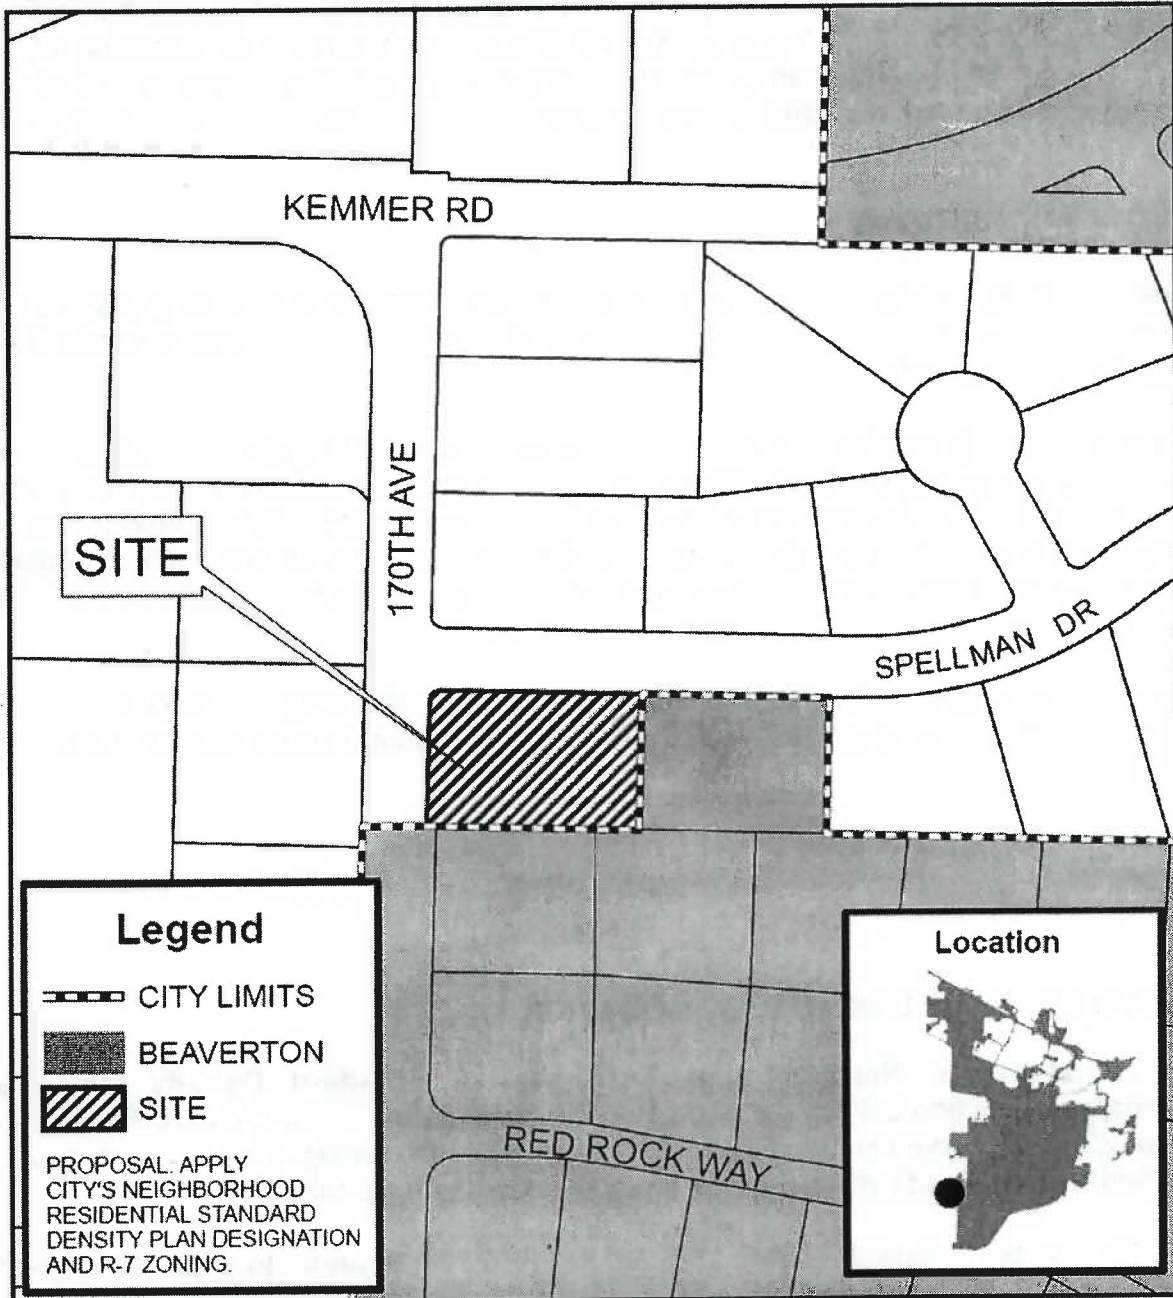 KEMMER RD
170TH AVE
SITE
SPELLMAN DR
Legend
CITY LIMITS
BEAVERTON
SITE
PROPOSAL: APPLY
CITY'S NEIGHBORHOOD
RESIDENTIAL STANDARD
DENSITY PLAN DESIGNATION
AND R-7 ZONING.
Location
RED ROCK WAY